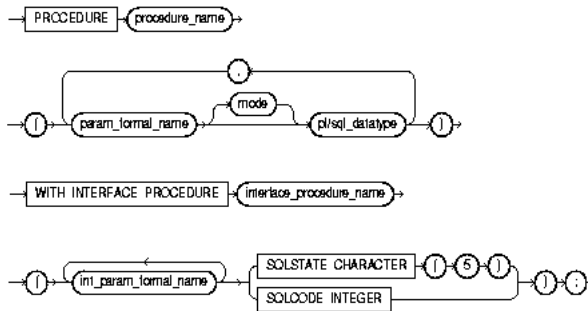 PROCEDURE procedure_name
,
mode
( param_formal_name pl/sql_datatype )
WITH INTERFACE PROCEDURE interface_procedure_name
SQLSTATE CHARACTER ( 5 )
( int_param_formal_name ) ;
SQLCODE INTEGER